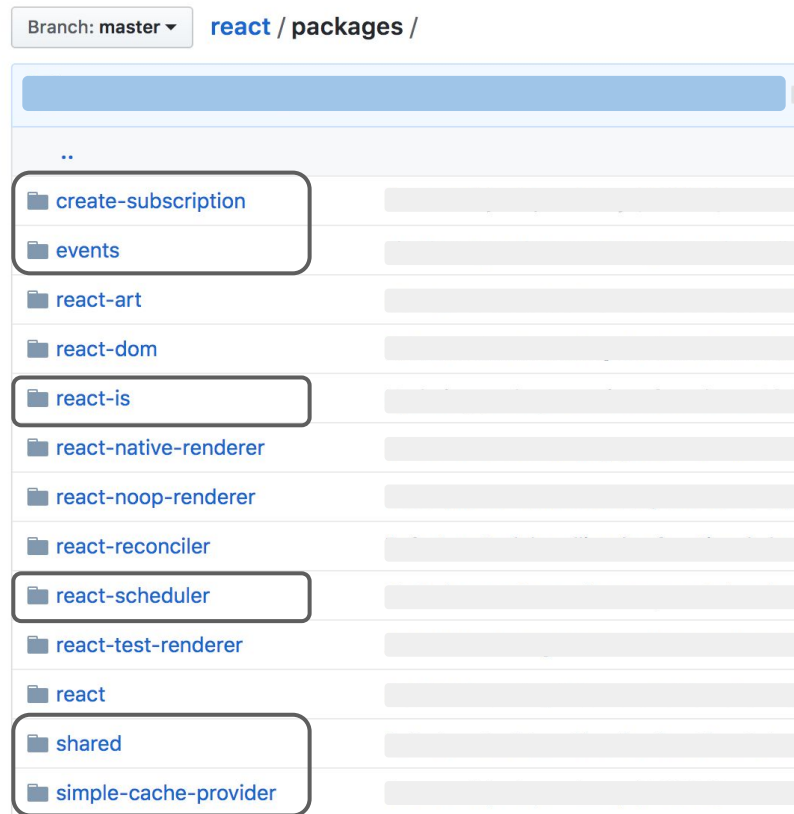 Branch: master react / packages /
..
create-subscription
events
react-art
react-dom
react-is
react-native-renderer
react-noop-renderer
react-reconciler
react-scheduler
react-test-renderer
react
shared
simple-cache-provider